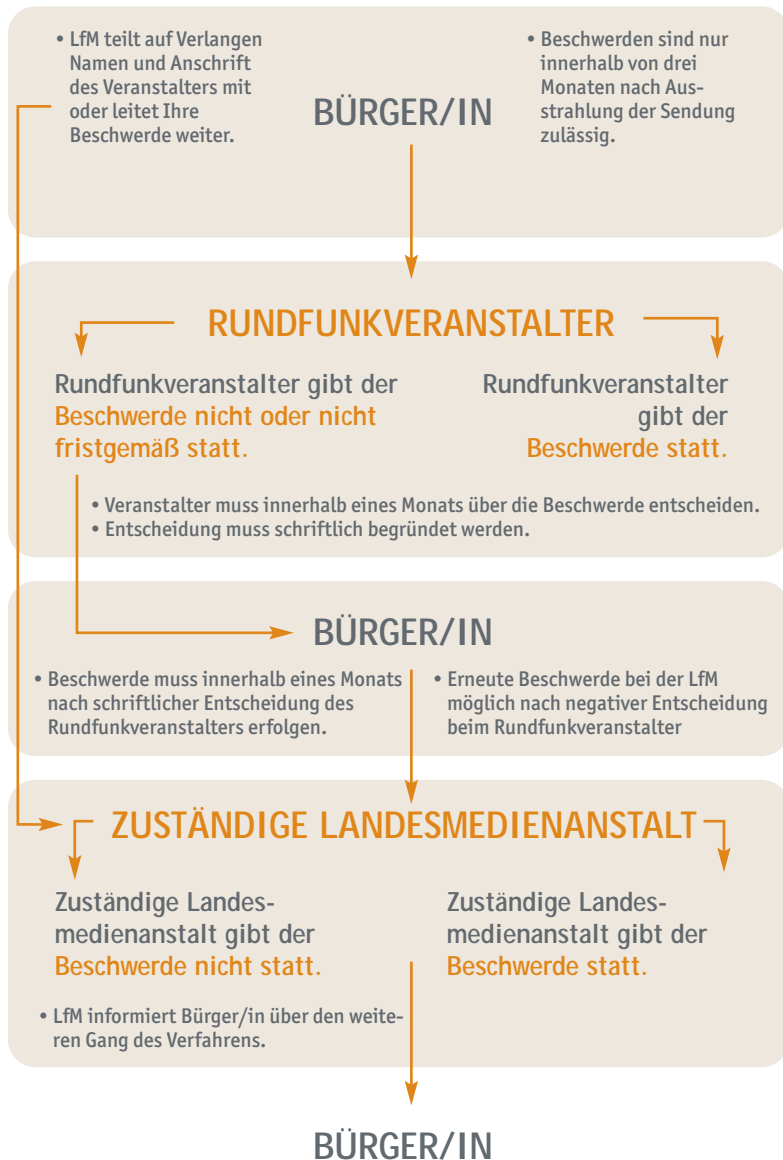 • LfM teilt auf Verlangen
Namen und Anschrift
des Veranstalters mit
oder leitet Ihre
Beschwerde weiter.
BÜRGER/IN
• Beschwerden sind nur
innerhalb von drei
Monaten nach Aus-
strahlung der Sendung
zulässig.
RUNDFUNKVERANSTALTER
Rundfunkveranstalter gibt der
Beschwerde nicht oder nicht
fristgemäß statt.
Rundfunkveranstalter
gibt der
Beschwerde statt.
• Veranstalter muss innerhalb eines Monats über die Beschwerde entscheiden.
• Entscheidung muss schriftlich begründet werden.
BÜRGER/IN
• Beschwerde muss innerhalb eines Monats
nach schriftlicher Entscheidung des
Rundfunkveranstalters erfolgen.
• Erneute Beschwerde bei der LfM
möglich nach negativer Entscheidung
beim Rundfunkveranstalter
ZUSTÄNDIGE LANDESMEDIENANSTALT
Zuständige Landes-
medienanstalt gibt der
Beschwerde nicht statt.
Zuständige Landes-
medienanstalt gibt der
Beschwerde statt.
• LfM informiert Bürger/in über den weite-
ren Gang des Verfahrens.
BÜRGER/IN